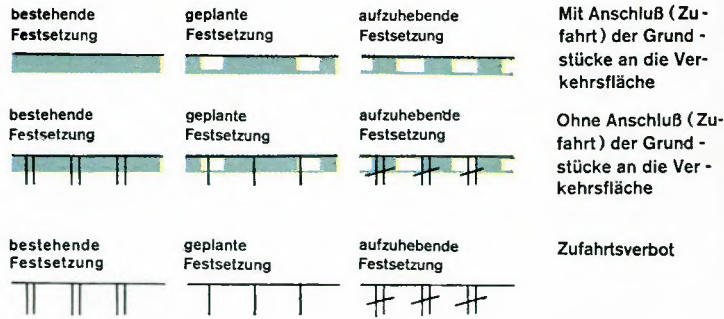 bestehende
Festsetzung
geplante
Festsetzung
aufzuhebende
Festsetzung
Mit Anschluß (Zu-
fahrt) der Grund-
stücke an die Ver-
kehrsfläche
bestehende
Festsetzung
geplante
Festsetzung
aufzuhebende
Festsetzung
Ohne Anschluß (Zu-
fahrt) der Grund-
stücke an die Ver-
kehrsfläche
bestehende
Festsetzung
geplante
Festsetzung
aufzuhebende
Festsetzung
Zufahrtsverbot